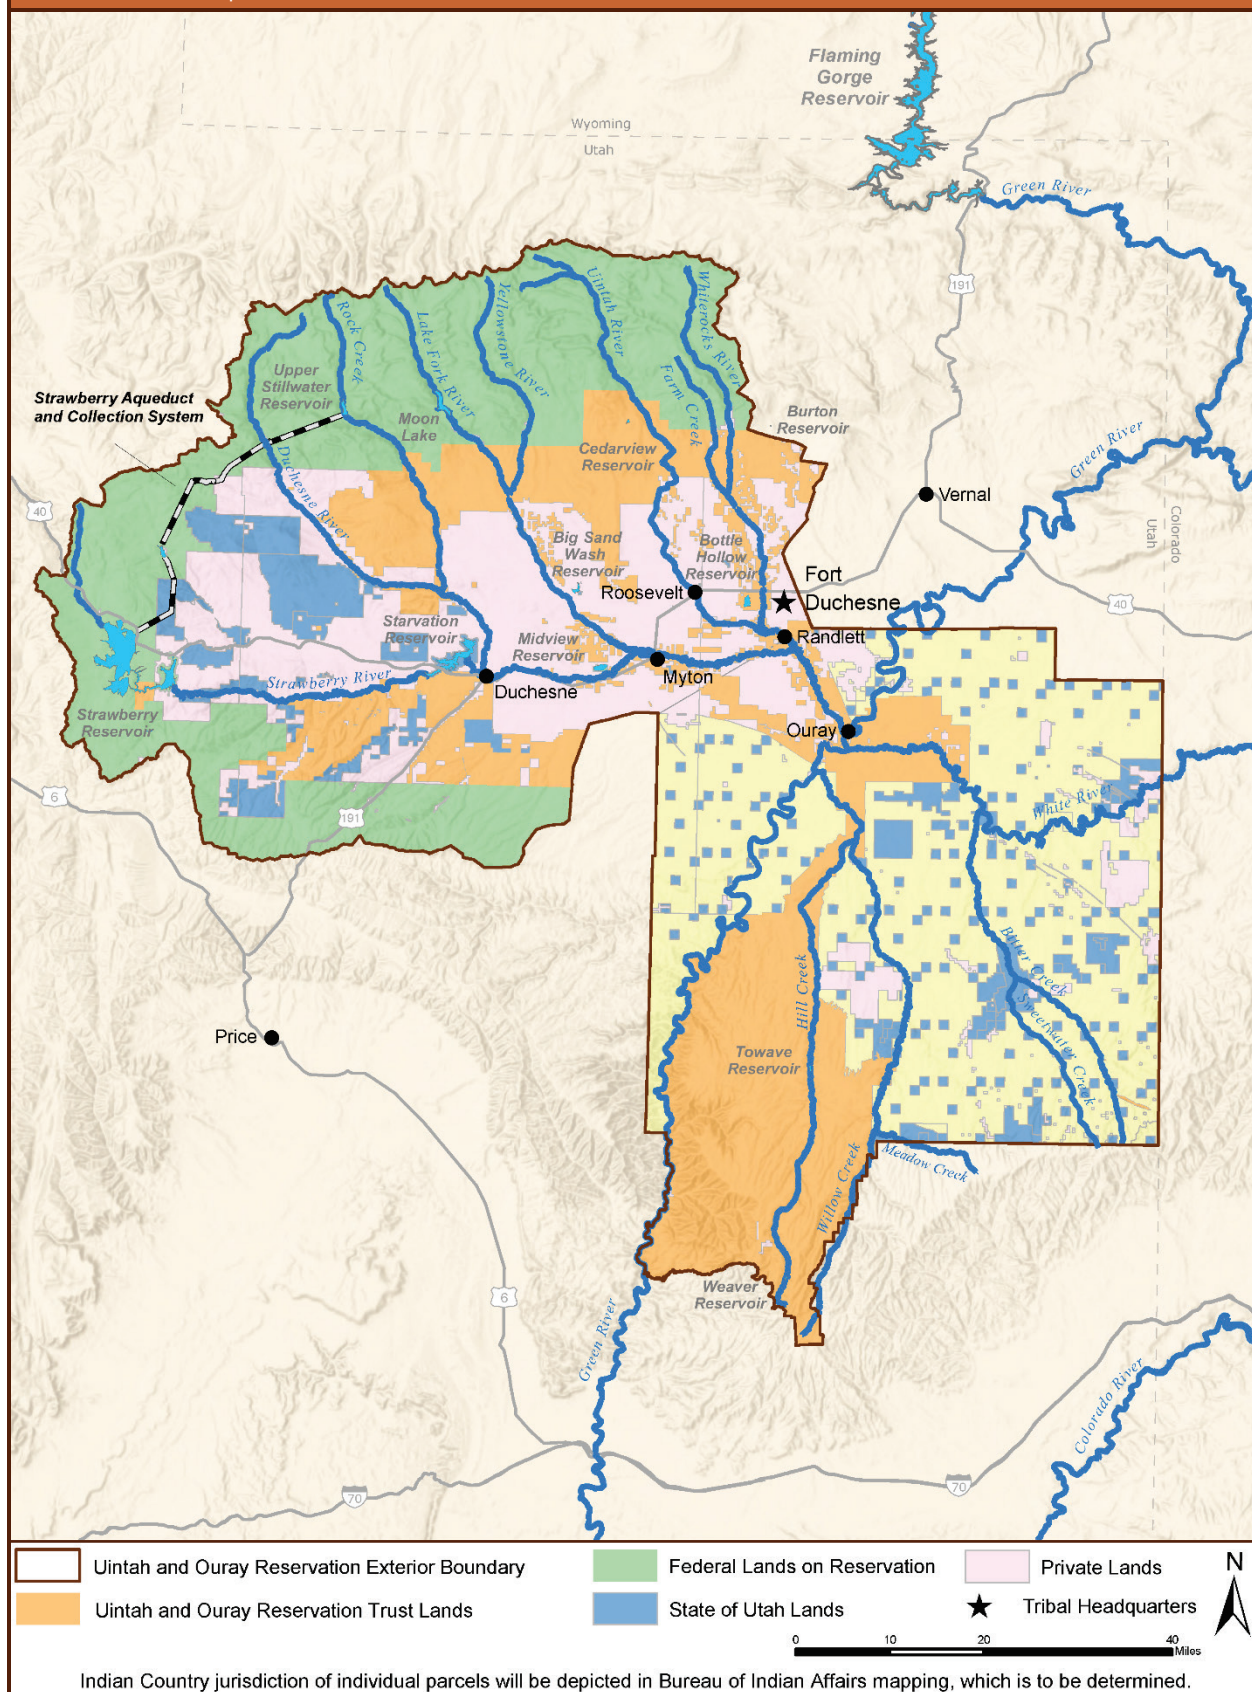 Flaming
Gorge
Reservoir
Wyoming
Utah
Green River
191
Uintah River
Whiterocks River
Yellowstone River
Rock Creek
Lake Fork River
Upper
Stillwater
Reservoir
Farm Creek
Strawberry Aqueduct
and Collection System
Moon
Lake
Burton
Reservoir
Cedarview
Reservoir
Green River
Duchesne River
Vernal
40
Colorado
Utah
Big Sand
Wash
Reservoir
Bottle
Hollow
Reservoir
Fort
Duchesne
Roosevelt
40
Starvation
Reservoir
Midview
Reservoir
Randlett
Strawberry River
Duchesne
Myton
Strawberry
Reservoir
Ouray
6
191
White River
Bitter Creek
Hill Creek
Sweetwater Creek
Price
Towave
Reservoir
Willow Creek
Meadow Creek
Weaver
Reservoir
6
Green River
Colorado River
70
70
Uintah and Ouray Reservation Exterior Boundary
Federal Lands on Reservation
Private Lands
N
Uintah and Ouray Reservation Trust Lands
State of Utah Lands
Tribal Headquarters
0 10 20 40
Miles
Indian Country jurisdiction of individual parcels will be depicted in Bureau of Indian Affairs mapping, which is to be determined.